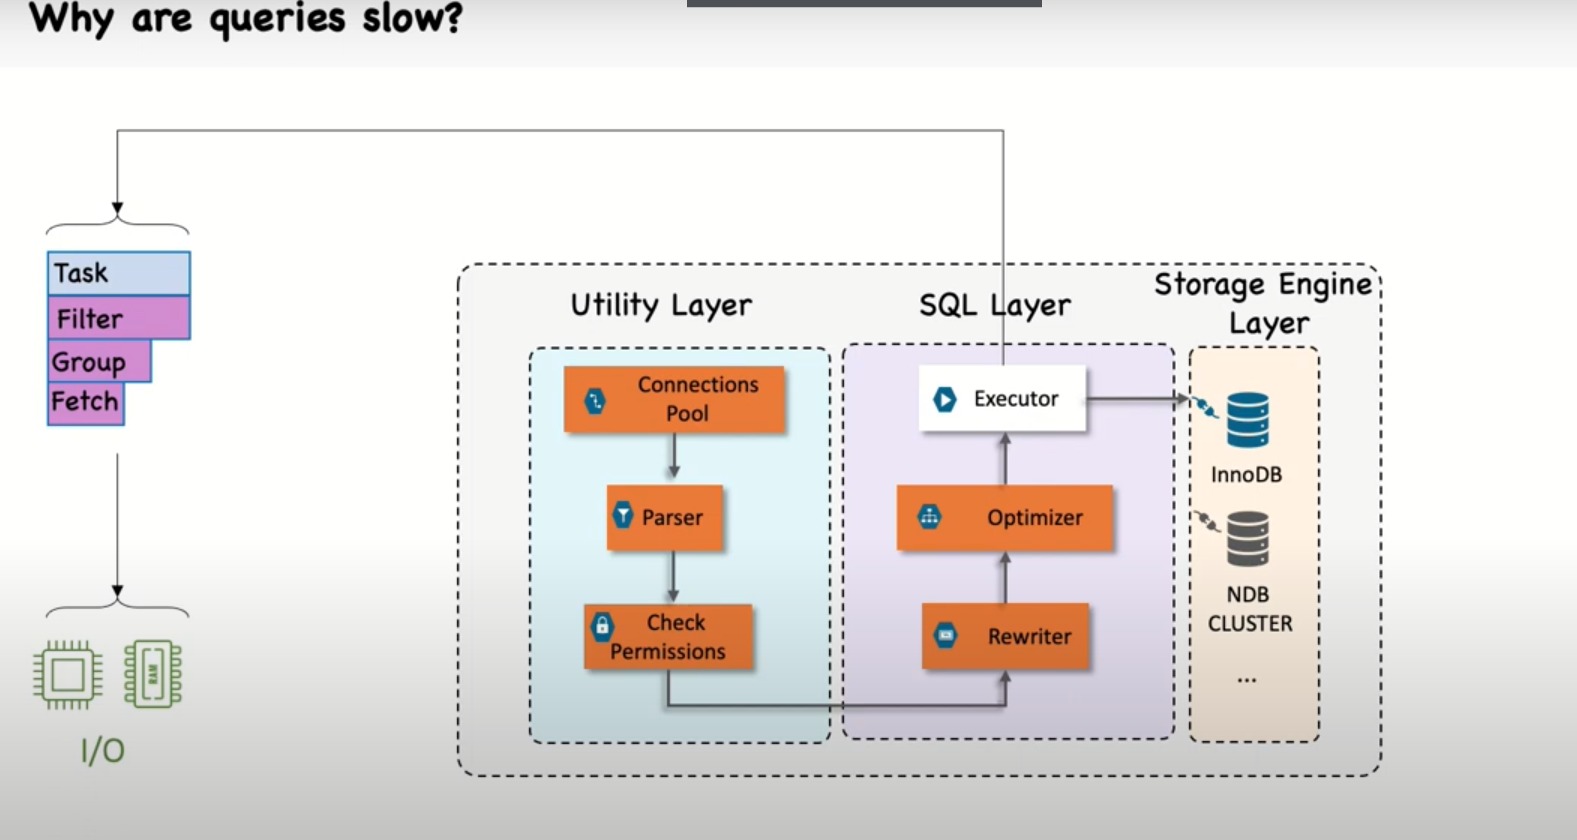 Why are queries slow?
Task
Filter
Group
Fetch
RAM
I/O
Utility Layer
Connections
Pool
Parser
Check
Permissions
SQL Layer
Executor
Optimizer
Rewriter
Storage Engine
Layer
InnoDB
NDB
CLUSTER
...